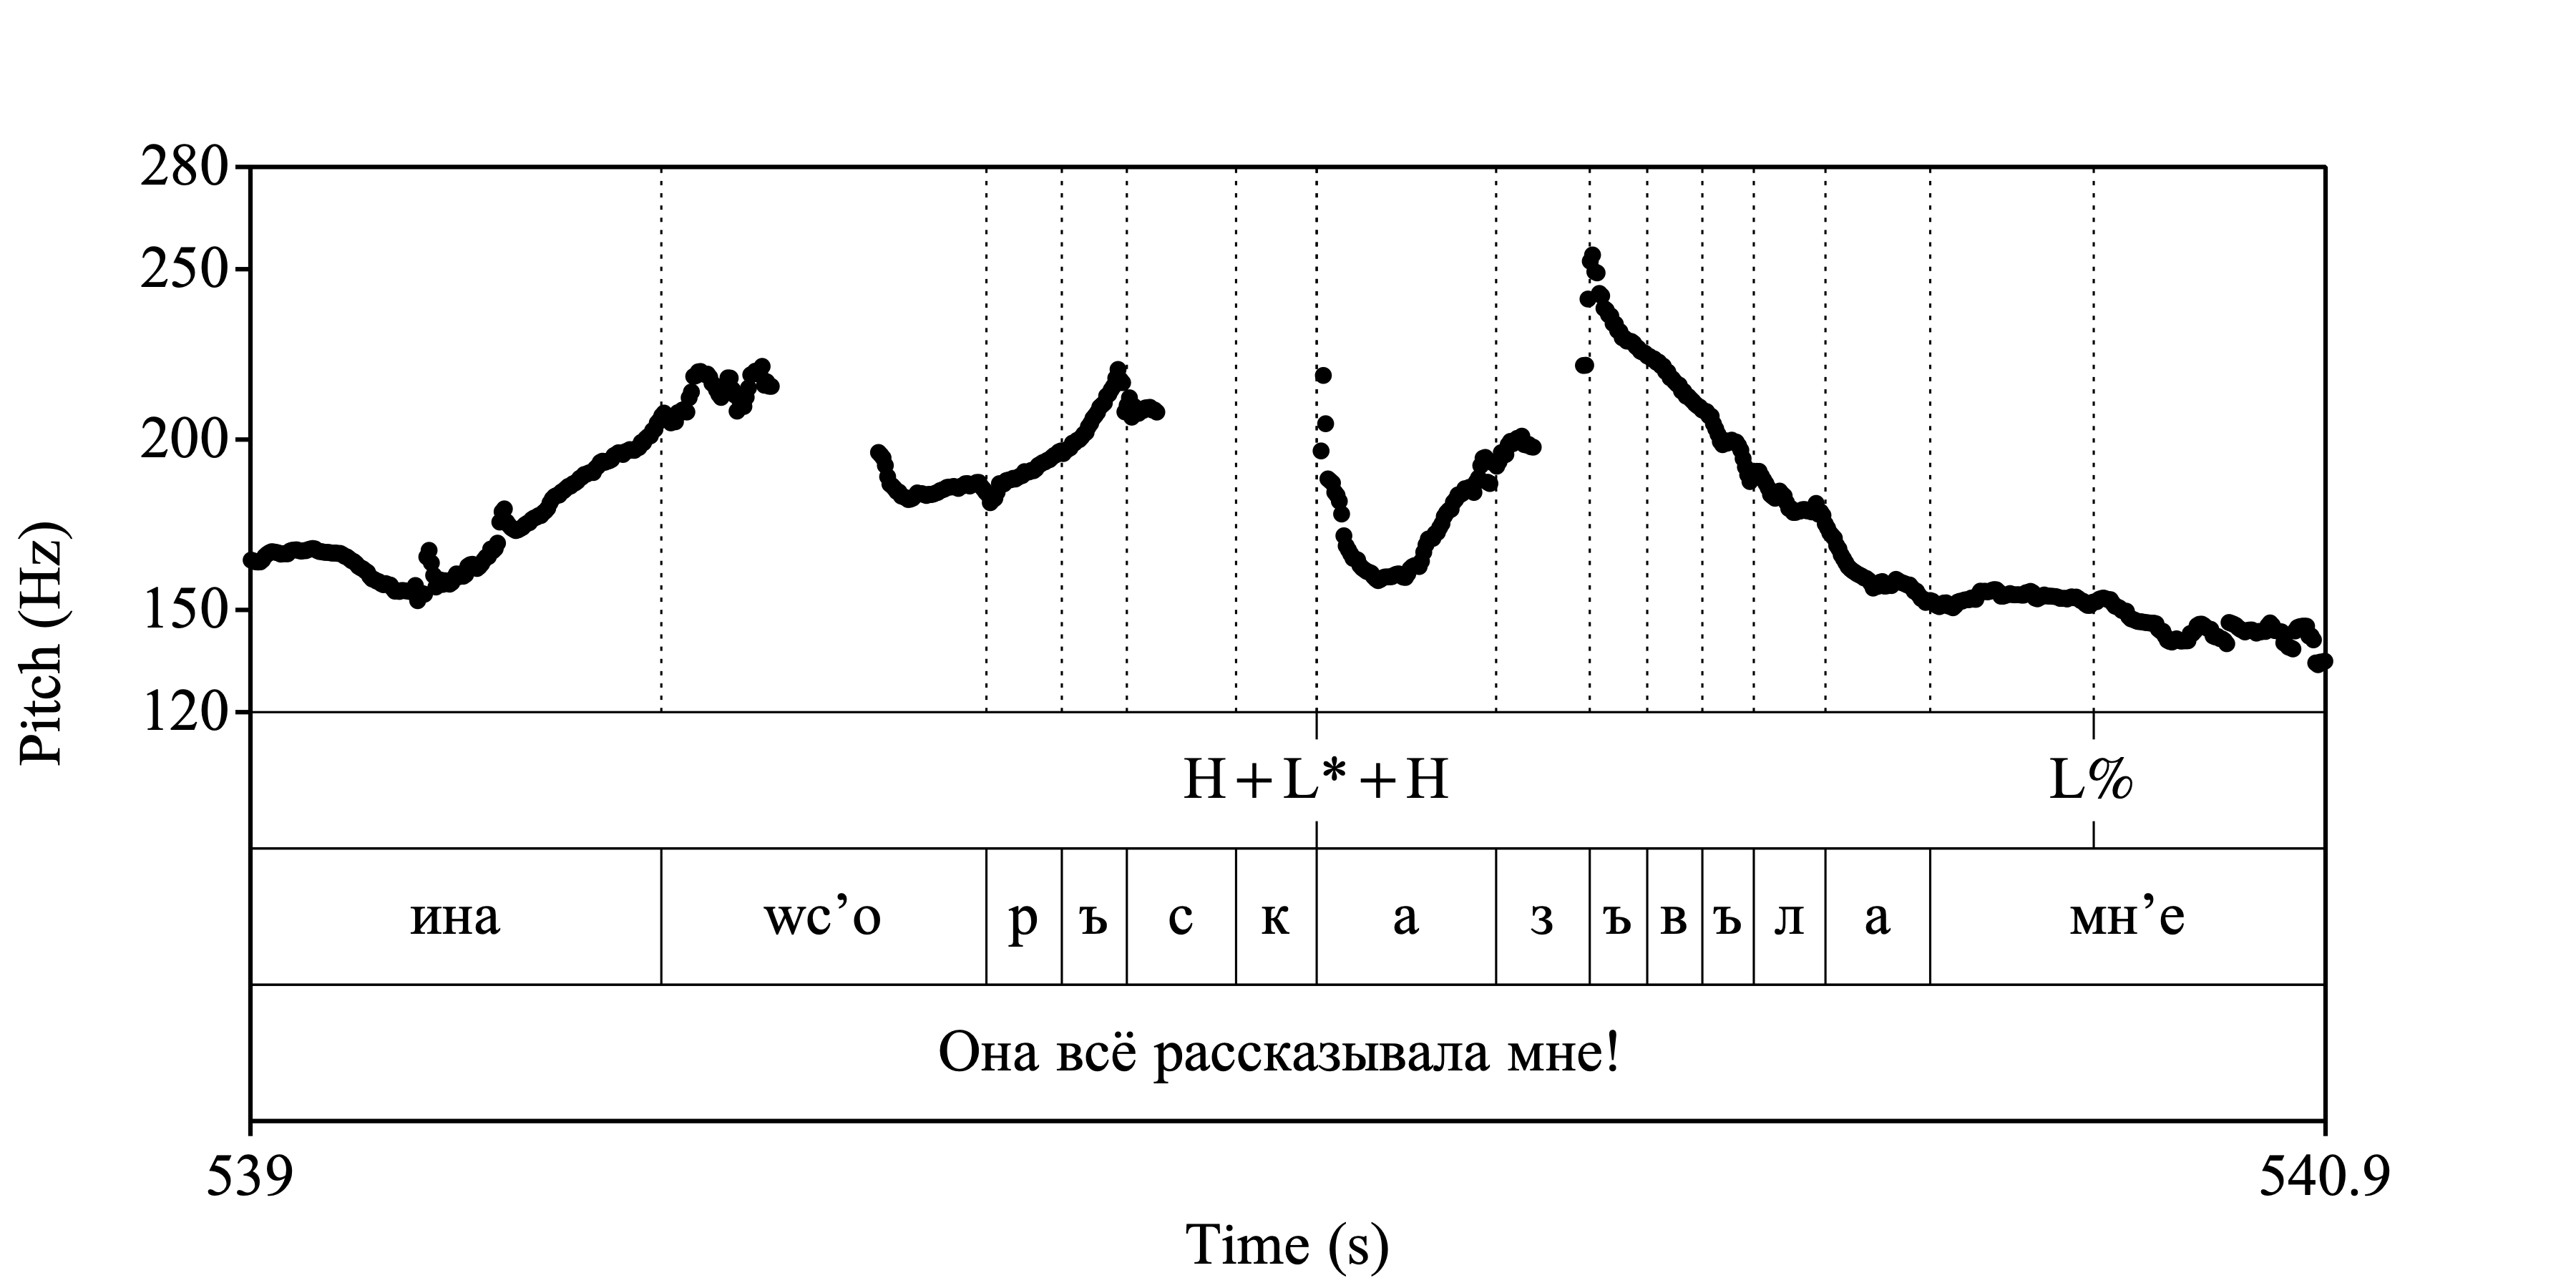 280
250
200
150
120
Pitch (Hz)
H+L*+H L%
ина wс’о р ъ с к а з ъ в ъ л а мн’е
Она всё рассказывала мне!
539 540.9
Time (s)